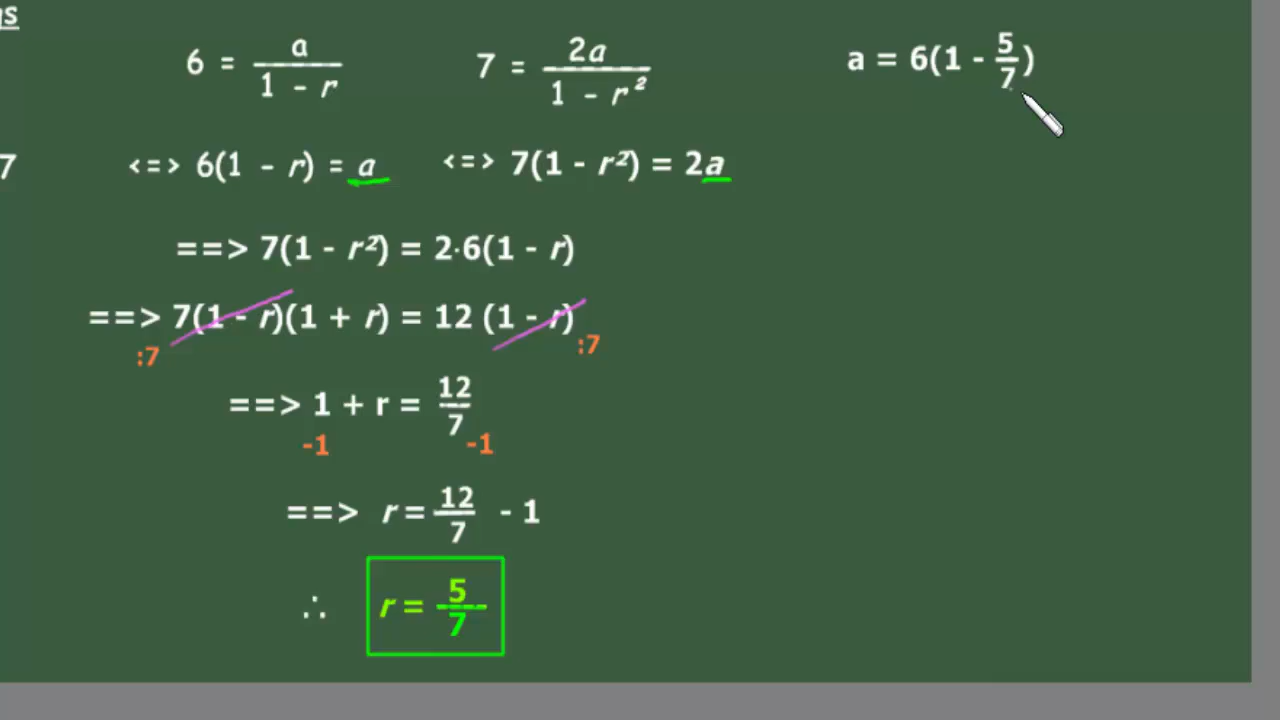 gs
6 = a / (1 - r)    7 = 2a / (1 - r²)    a = 6(1 - 5/7)
7    <=> 6(1 - r) = a    <=> 7(1 - r²) = 2a
==> 7(1 - r²) = 2·6(1 - r)
==> 7(1 - r)(1 + r) = 12 (1 - r)
:7    :7
==> 1 + r = 12/7
-1    -1
==> r = 12/7 - 1
∴ r = 5/7